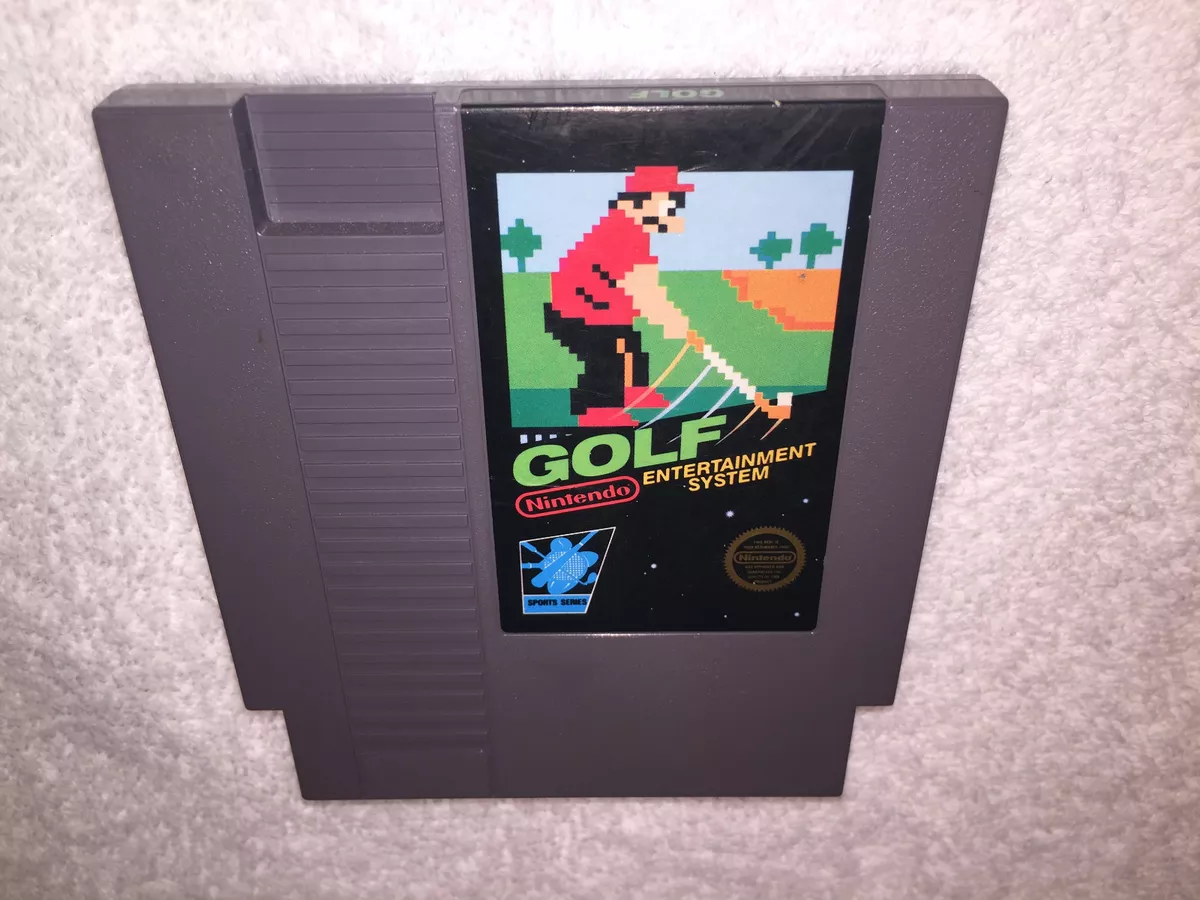 GOLF
GOLF
Nintendo
ENTERTAINMENT
SYSTEM
SPORTS SERIES
Nintendo